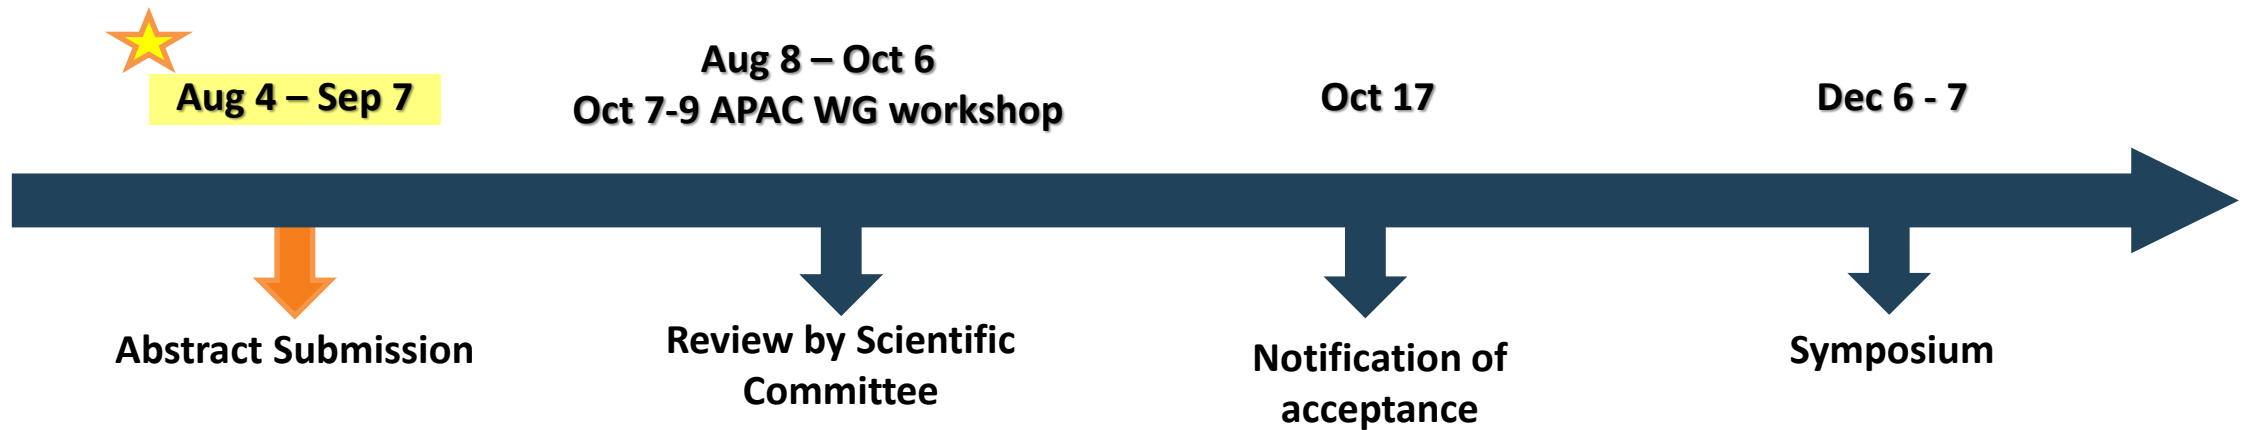 Aug 4 – Sep 7
Aug 8 – Oct 6
Oct 7-9 APAC WG workshop
Oct 17
Dec 6 - 7
Abstract Submission
Review by Scientific
Committee
Notification of
acceptance
Symposium